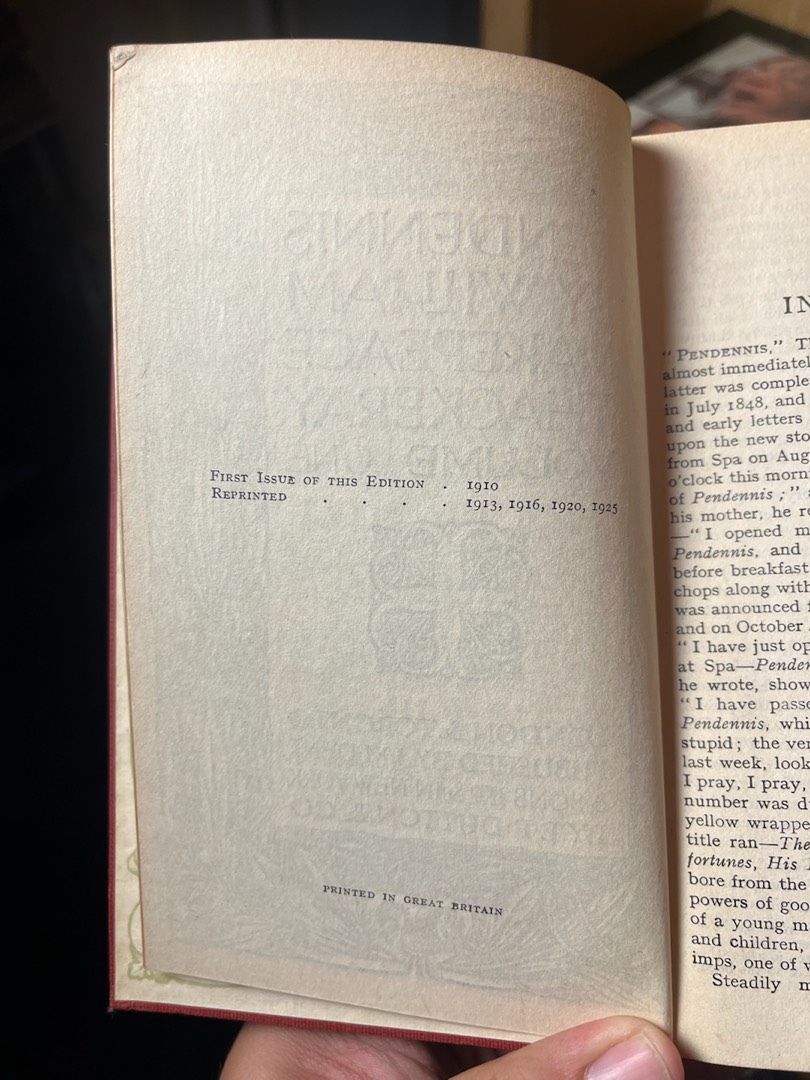 FIRST ISSUE OF THIS EDITION . 1910
REPRINTED . . . . 1913, 1916, 1920, 1925
PRINTED IN GREAT BRITAIN
IN
"PENDENNIS," Th
almost immediatel
latter was comple
in July 1848, and
and early letters
upon the new sto
from Spa on Aug
o'clock this morn
of Pendennis ;"
his mother, he re
—"I opened m
Pendennis, and
before breakfast
chops along with
was announced f
and on October
"I have just op
at Spa—Penden
he wrote, show
"I have passe
Pendennis, whi
stupid; the ver
last week, look
I pray, I pray,
number was d
yellow wrappe
title ran—The
fortunes, His
bore from the
powers of goo
of a young m
and children,
imps, one of w
Steadily m